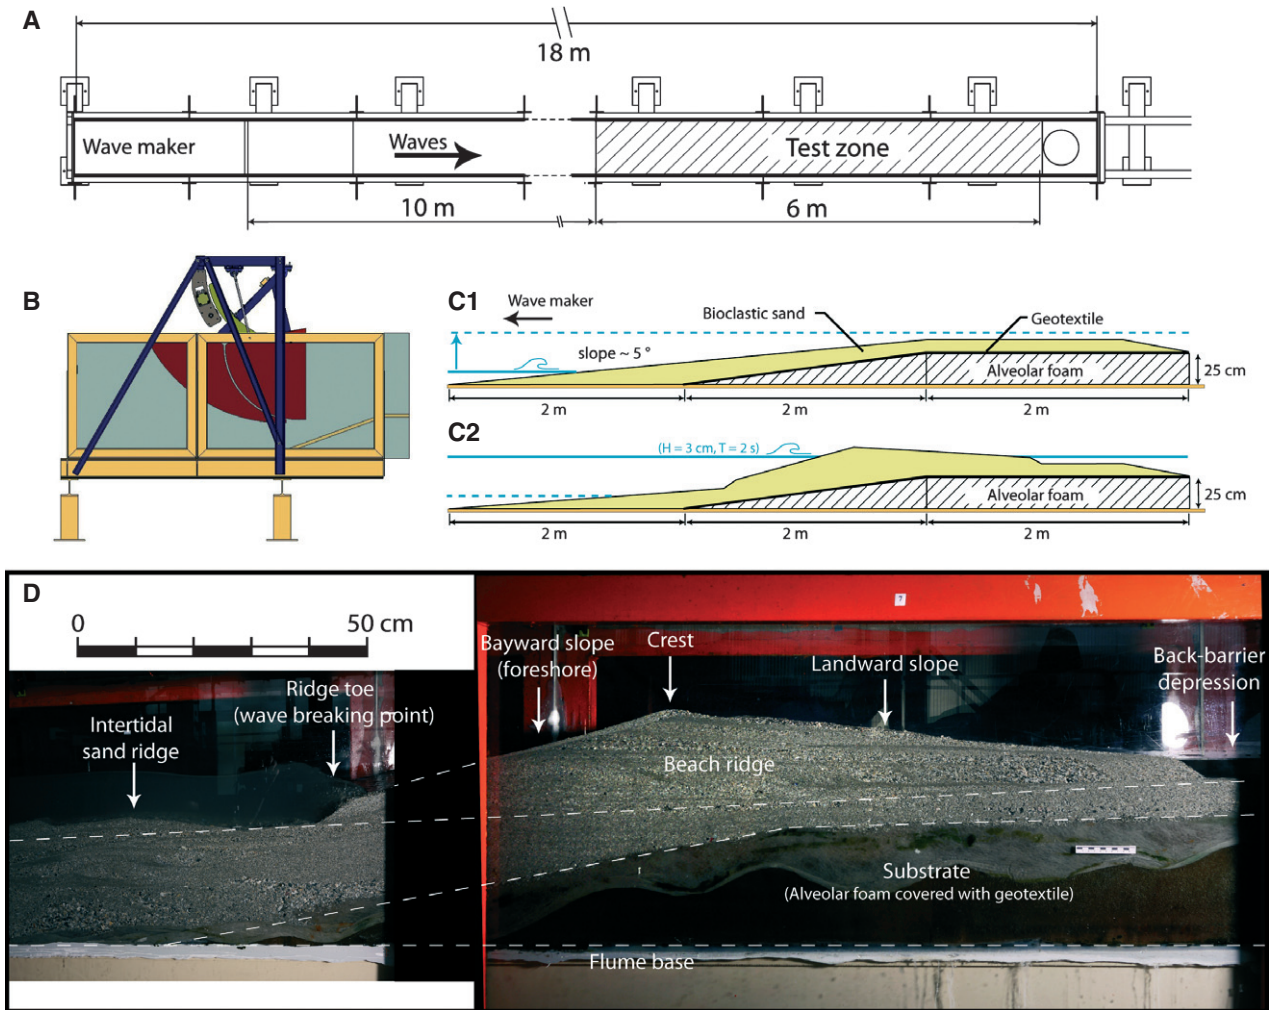 A
18 m
Wave maker
Waves
Test zone
10 m
6 m
B
C1
Wave maker
Bioclastic sand
Geotextile
slope ~ 5 °
Alveolar foam
25 cm
2 m
2 m
2 m
C2
(H = 3 cm, T = 2 s)
Alveolar foam
25 cm
2 m
2 m
2 m
D
0
50 cm
Intertidal
sand ridge
Ridge toe
(wave breaking point)
Bayward slope
(foreshore)
Crest
Landward slope
Back-barrier
depression
Beach ridge
Substrate
(Alveolar foam covered with geotextile)
Flume base
?